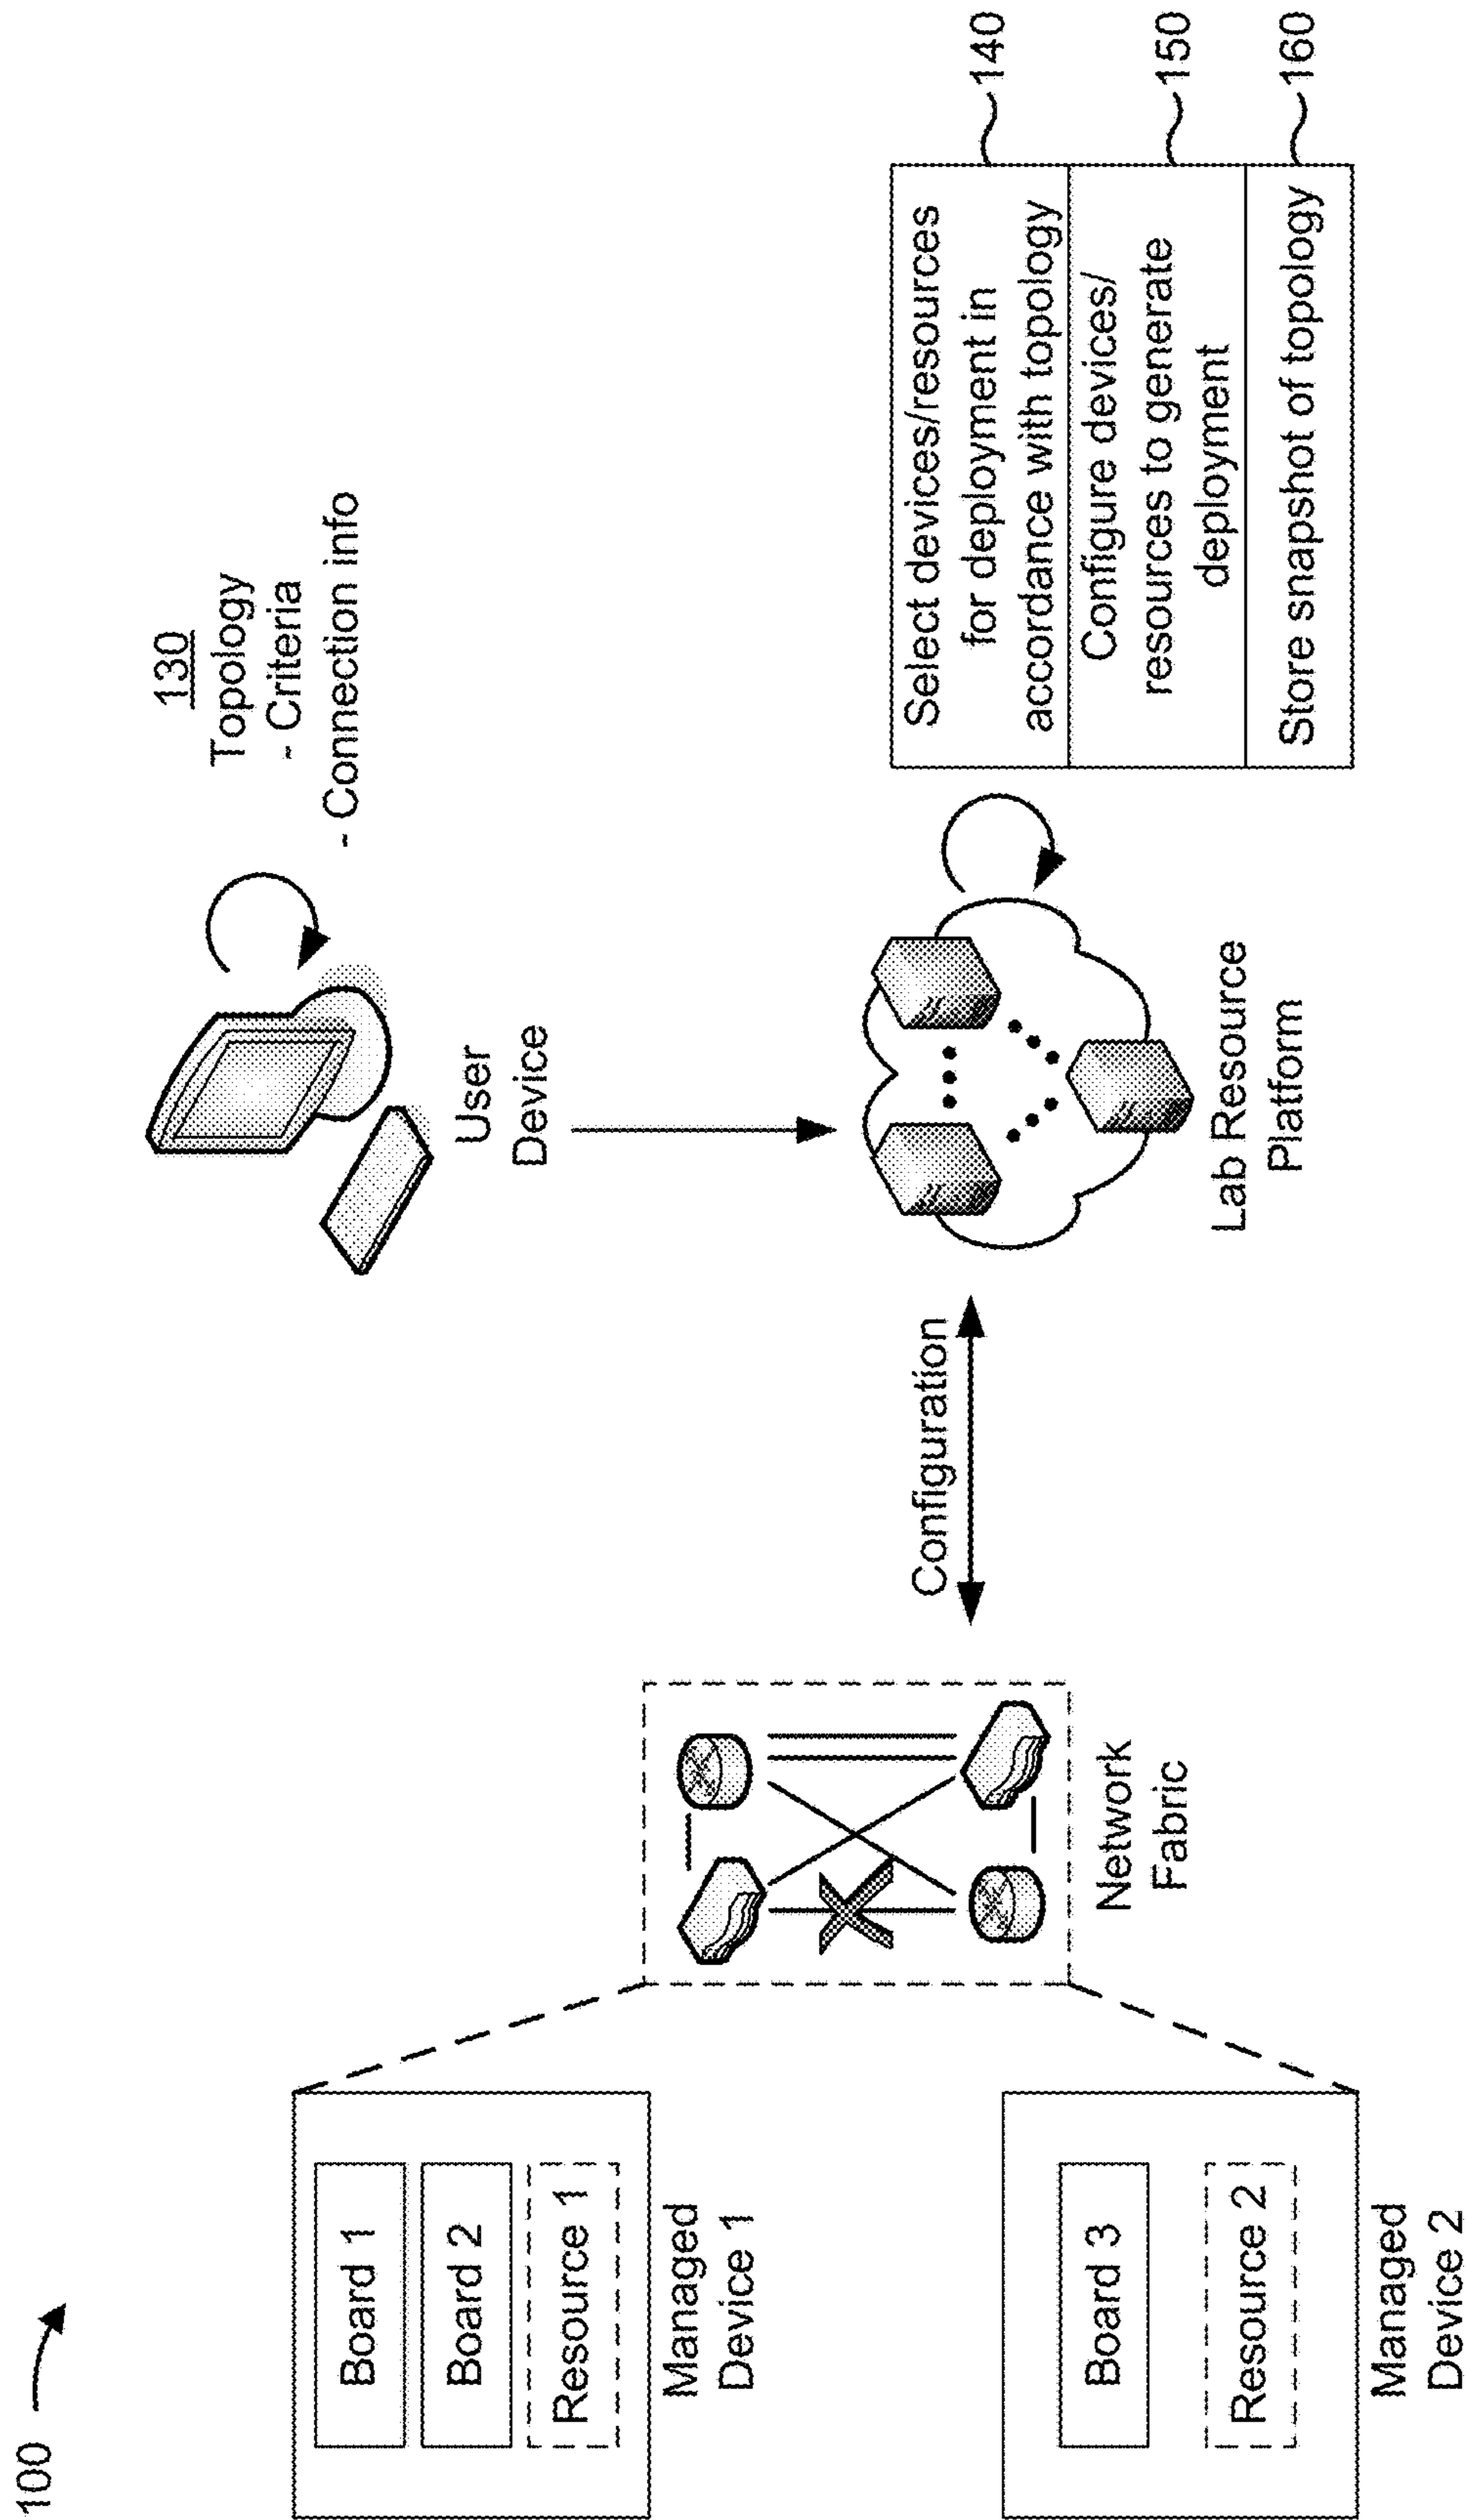 100
Board 1
Board 2
Resource 1
Managed
Device 1
Board 3
Resource 2
Managed
Device 2
Network
Fabric
Configuration
130
Topology
- Criteria
- Connection info
User
Device
Lab Resource
Platform
Select devices/resources
for deployment in
accordance with topology
140
Configure devices/
resources to generate
deployment
150
Store snapshot of topology
160